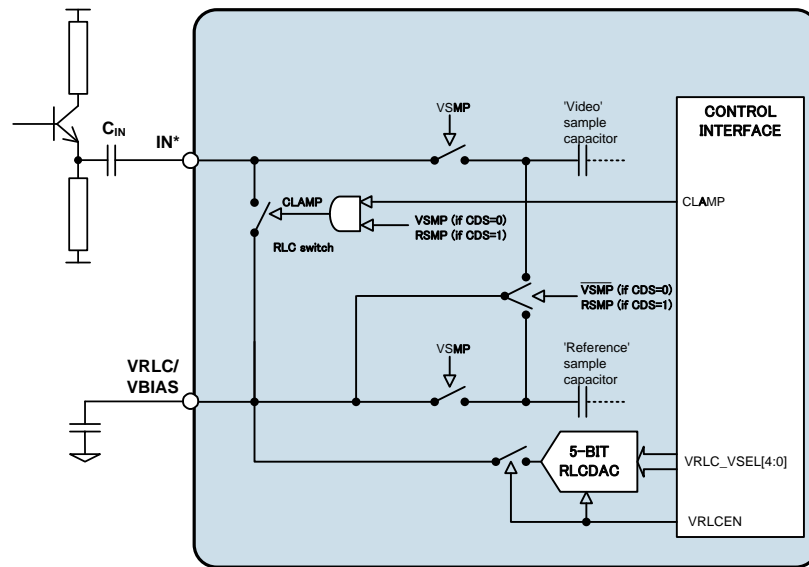 C_IN
IN*
VSMP
'Video'
sample
capacitor
CONTROL
INTERFACE
CLAMP
CLAMP
VSMP (if CDS=0)
RSMP (if CDS=1)
RLC switch
V̅S̅M̅P̅ (if CDS=0)
RSMP (if CDS=1)
VRLC/
VBIAS
VSMP
'Reference'
sample
capacitor
5-BIT
RLCDAC
VRLC_VSEL[4:0]
VRLCEN